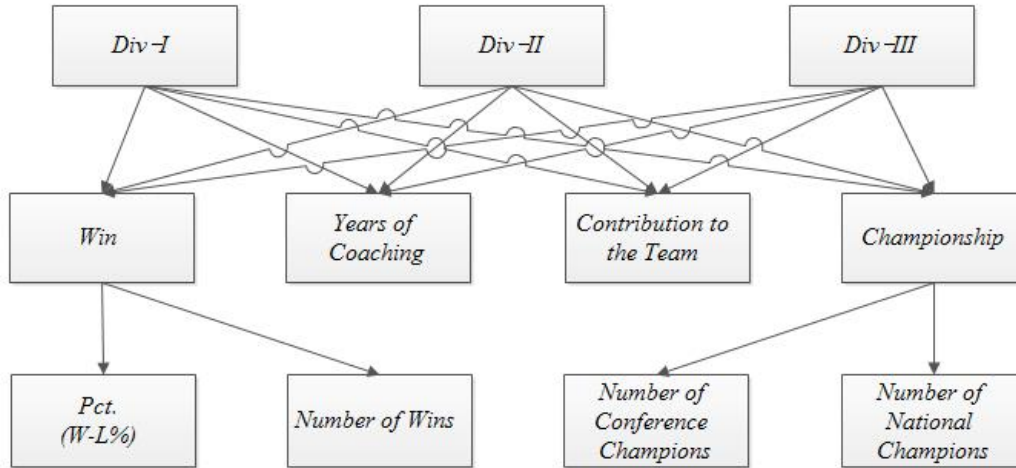 Div-I
Div-II
Div-III
Win
Years of
Coaching
Contribution to
the Team
Championship
Pct.
(W-L%)
Number of Wins
Number of
Conference
Champions
Number of
National
Champions